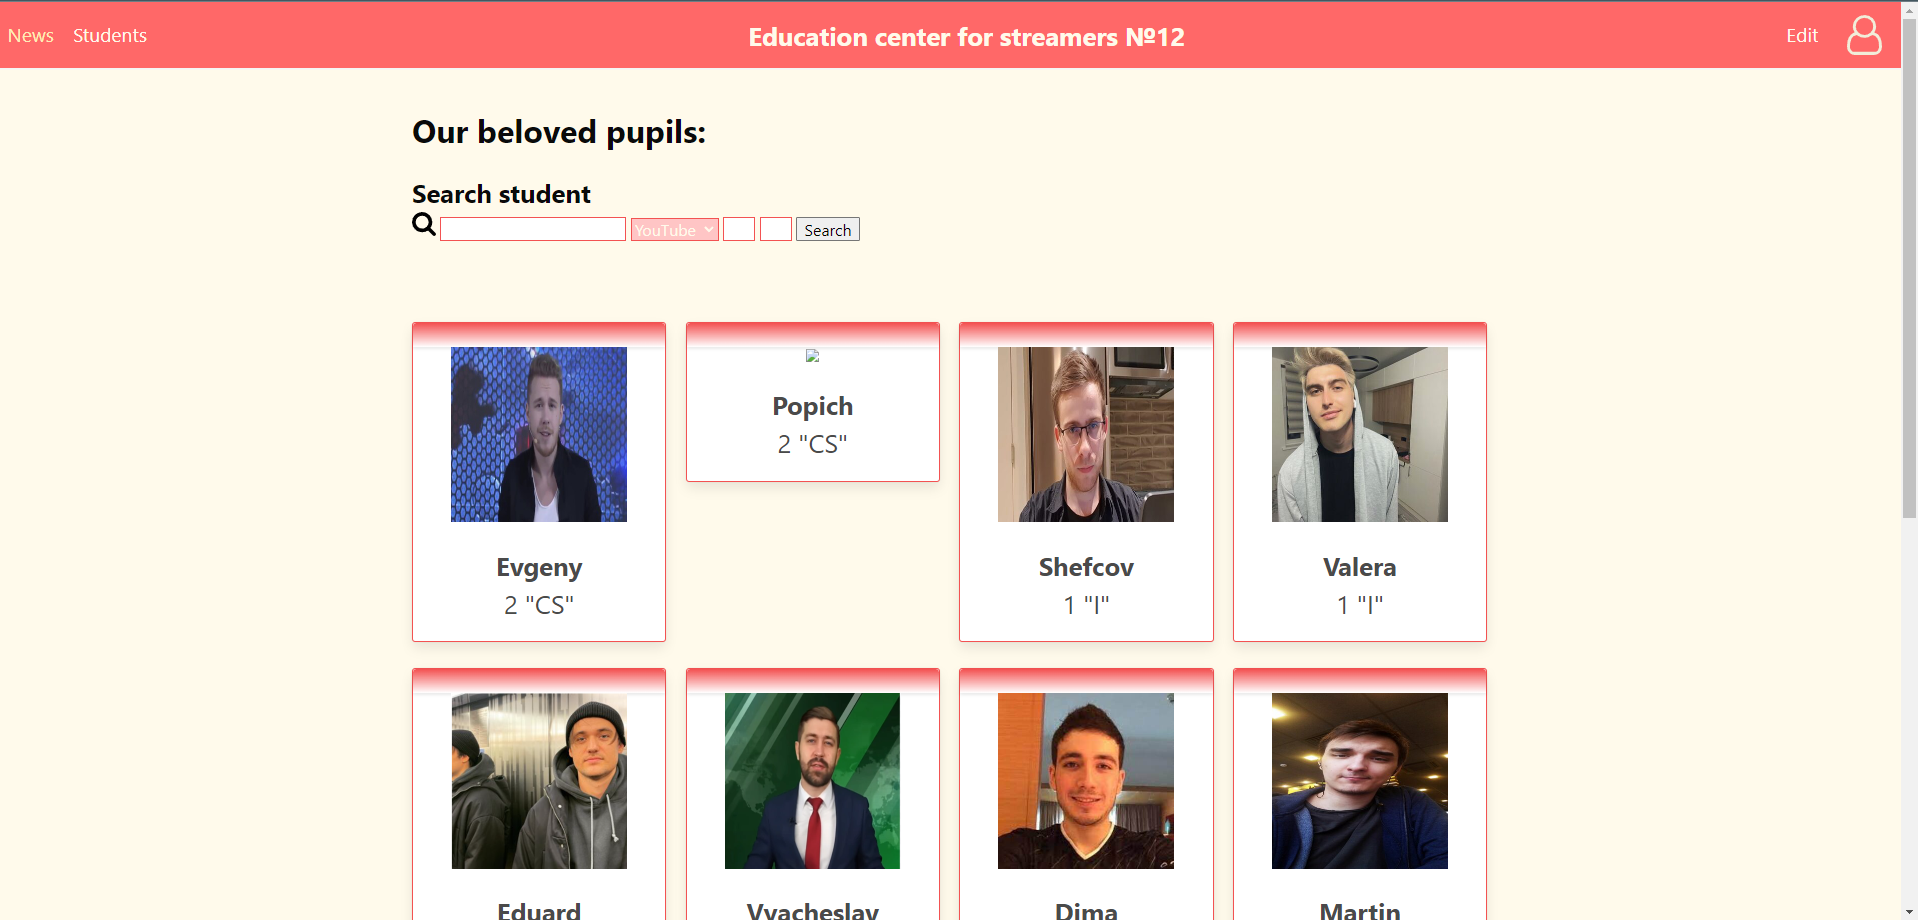 News Students Education center for streamers №12 Edit
Our beloved pupils:
Search student
YouTube Search
Evgeny
2 "CS"
Popich
2 "CS"
Shefcov
1 "I"
Valera
1 "I"
Eduard
Vyacheslav
Dima
Martin